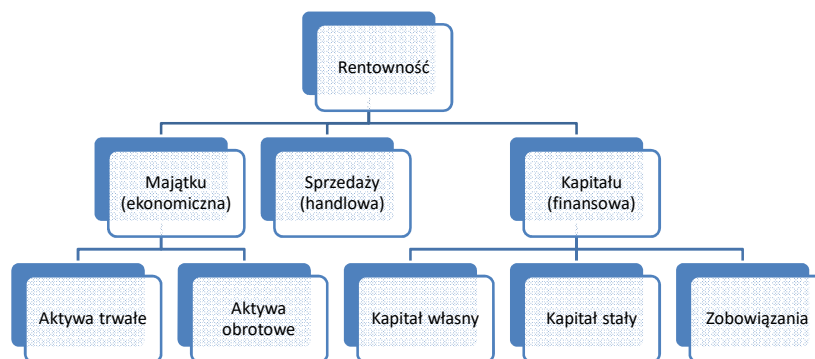 Rentowność
Majątku
(ekonomiczna)
Sprzedaży
(handlowa)
Kapitału
(finansowa)
Aktywa trwałe
Aktywa
obrotowe
Kapitał własny
Kapitał stały
Zobowiązania